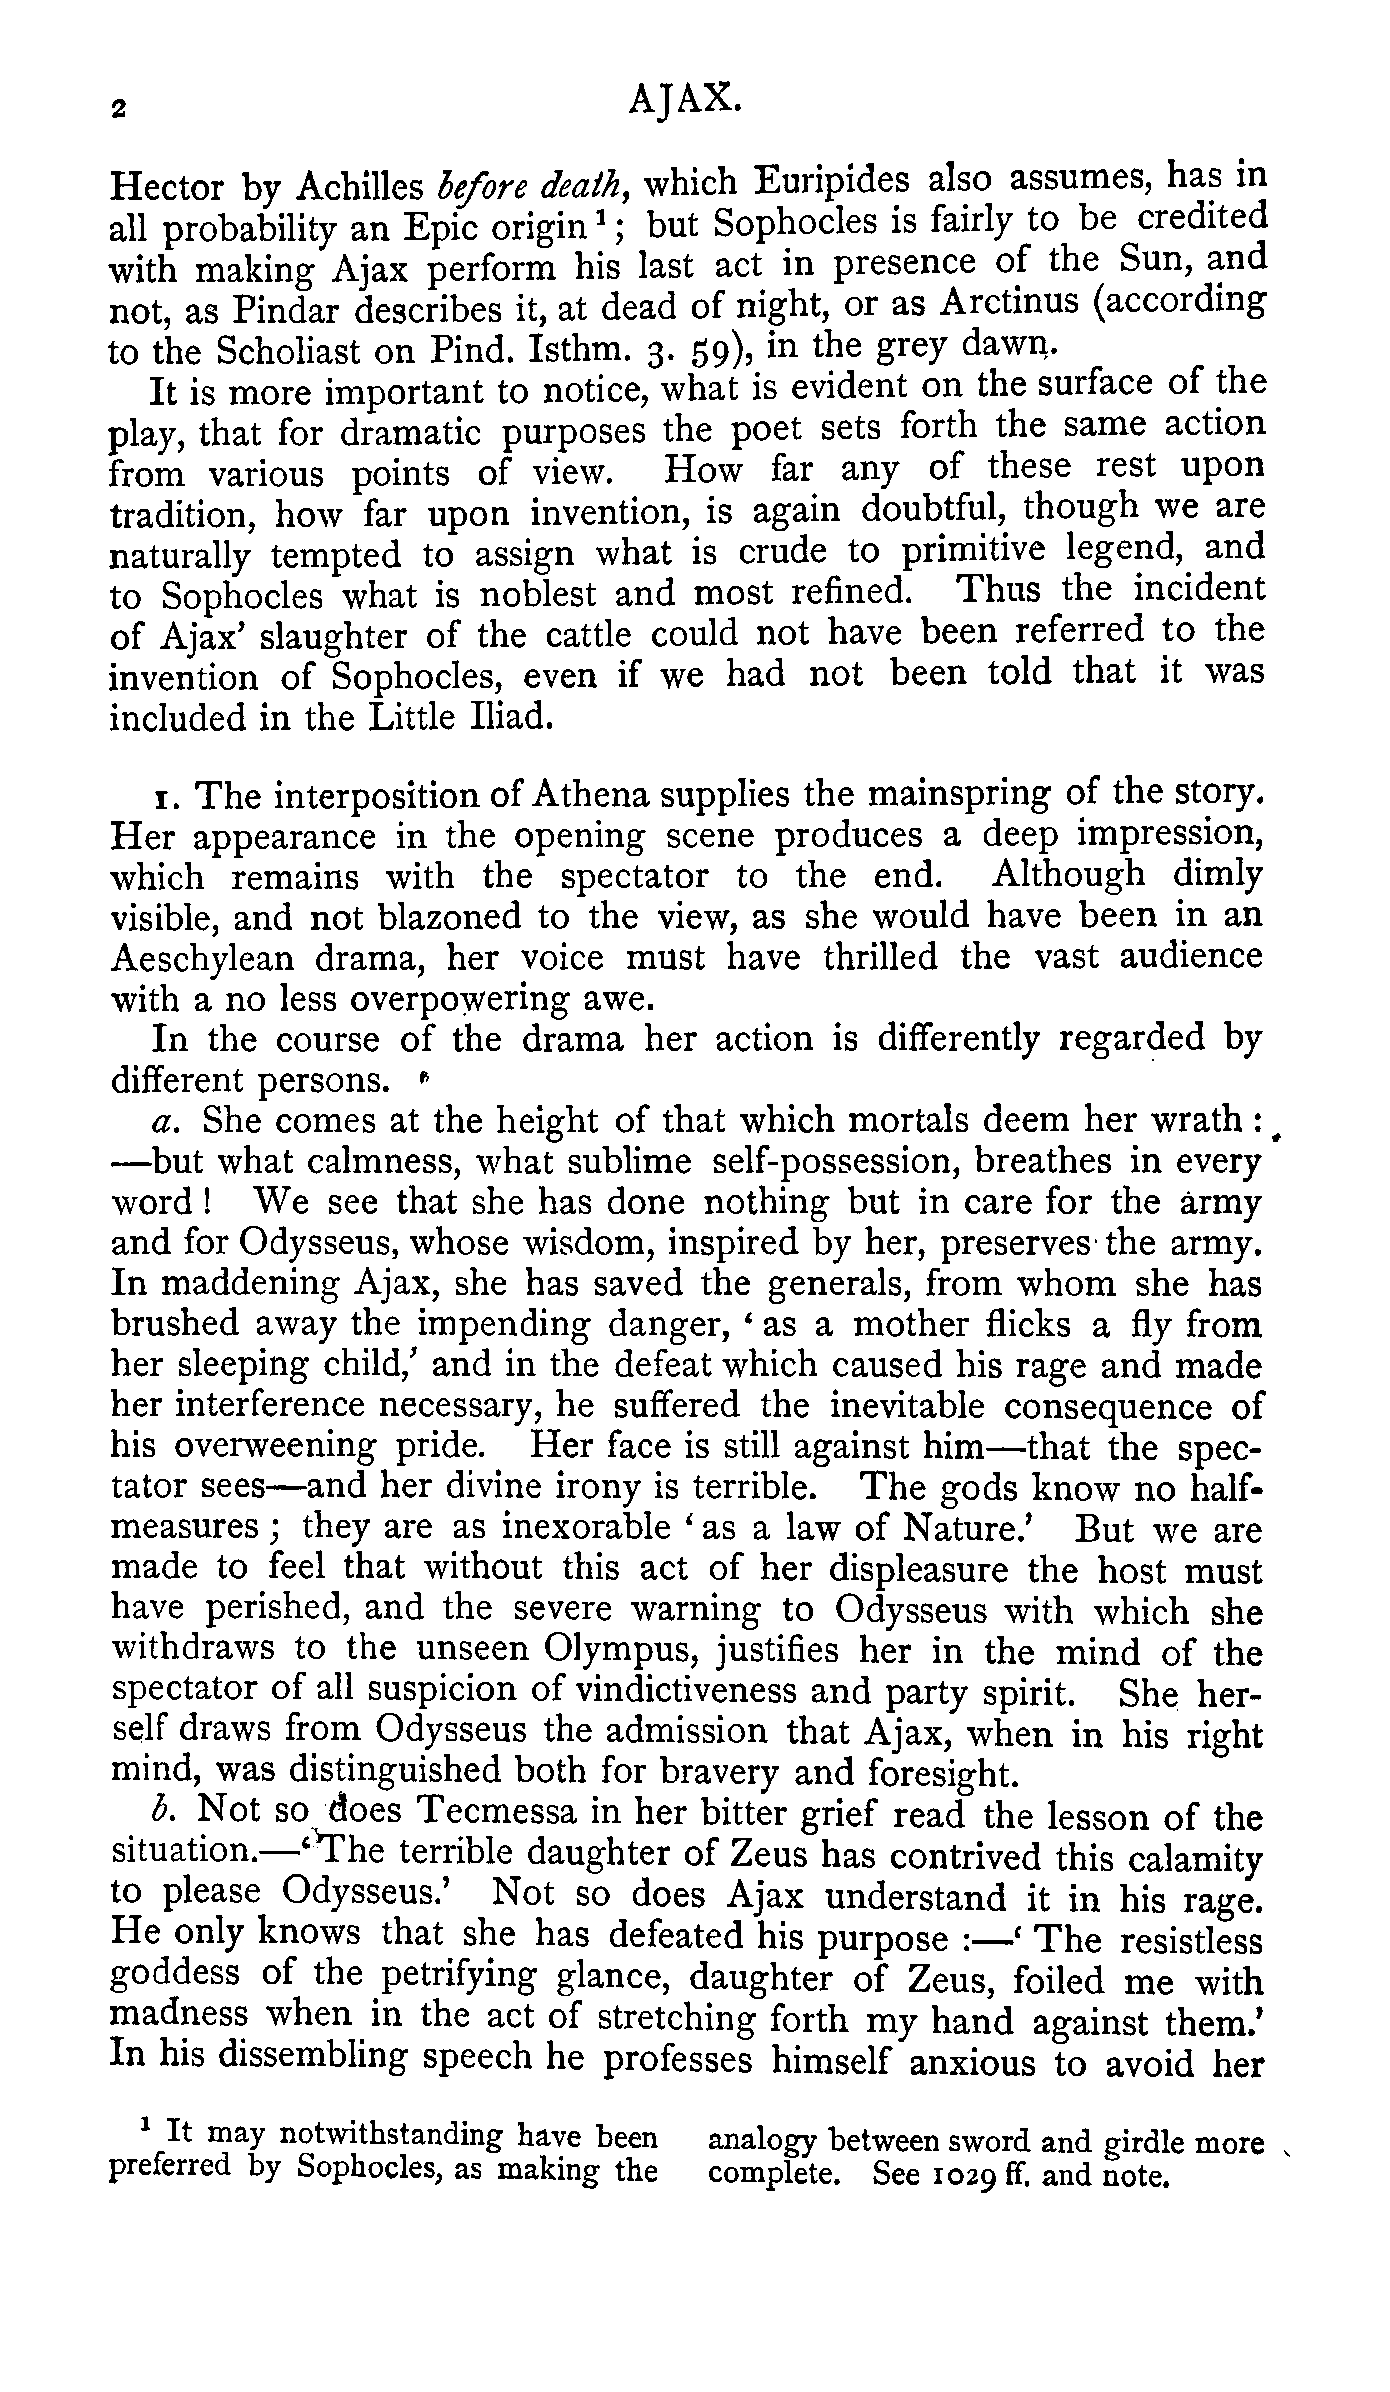 2
AJAX.
Hector by Achilles before death, which Euripides also assumes, has in
all probability an Epic origin ¹; but Sophocles is fairly to be credited
with making Ajax perform his last act in presence of the Sun, and
not, as Pindar describes it, at dead of night, or as Arctinus (according
to the Scholiast on Pind. Isthm. 3. 59), in the grey dawn.
It is more important to notice, what is evident on the surface of the
play, that for dramatic purposes the poet sets forth the same action
from various points of view. How far any of these rest upon
tradition, how far upon invention, is again doubtful, though we are
naturally tempted to assign what is crude to primitive legend, and
to Sophocles what is noblest and most refined. Thus the incident
of Ajax' slaughter of the cattle could not have been referred to the
invention of Sophocles, even if we had not been told that it was
included in the Little Iliad.
1. The interposition of Athena supplies the mainspring of the story.
Her appearance in the opening scene produces a deep impression,
which remains with the spectator to the end. Although dimly
visible, and not blazoned to the view, as she would have been in an
Aeschylean drama, her voice must have thrilled the vast audience
with a no less overpowering awe.
In the course of the drama her action is differently regarded by
different persons.
a. She comes at the height of that which mortals deem her wrath :
—but what calmness, what sublime self-possession, breathes in every
word ! We see that she has done nothing but in care for the army
and for Odysseus, whose wisdom, inspired by her, preserves the army.
In maddening Ajax, she has saved the generals, from whom she has
brushed away the impending danger, ‘ as a mother flicks a fly from
her sleeping child,’ and in the defeat which caused his rage and made
her interference necessary, he suffered the inevitable consequence of
his overweening pride. Her face is still against him—that the spec-
tator sees—and her divine irony is terrible. The gods know no half-
measures ; they are as inexorable ‘ as a law of Nature.’ But we are
made to feel that without this act of her displeasure the host must
have perished, and the severe warning to Odysseus with which she
withdraws to the unseen Olympus, justifies her in the mind of the
spectator of all suspicion of vindictiveness and party spirit. She her-
self draws from Odysseus the admission that Ajax, when in his right
mind, was distinguished both for bravery and foresight.
b. Not so does Tecmessa in her bitter grief read the lesson of the
situation.—‘The terrible daughter of Zeus has contrived this calamity
to please Odysseus.’ Not so does Ajax understand it in his rage.
He only knows that she has defeated his purpose :—‘ The resistless
goddess of the petrifying glance, daughter of Zeus, foiled me with
madness when in the act of stretching forth my hand against them.’
In his dissembling speech he professes himself anxious to avoid her
¹ It may notwithstanding have been
preferred by Sophocles, as making the
analogy between sword and girdle more
complete. See 1029 ff. and note.